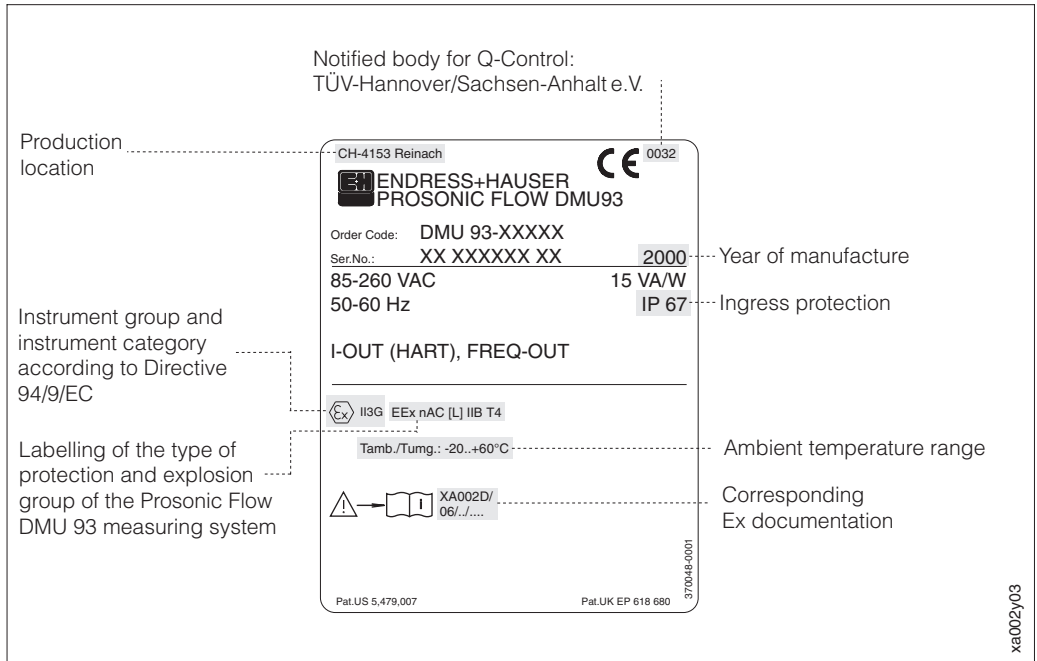 Notified body for Q-Control:
TÜV-Hannover/Sachsen-Anhalt e.V.
Production
location
CH-4153 Reinach
CE 0032
E+H ENDRESS+HAUSER
PROSONIC FLOW DMU93
Order Code: DMU 93-XXXXX
Ser.No.: XX XXXXXX XX 2000
Year of manufacture
85-260 VAC 15 VA/W
50-60 Hz IP 67
Ingress protection
Instrument group and
instrument category
according to Directive
94/9/EC
I-OUT (HART), FREQ-OUT
Ex II3G EEx nAC [L] IIB T4
Labelling of the type of
protection and explosion
group of the Prosonic Flow
DMU 93 measuring system
Tamb./Tumg.: -20..+60°C
Ambient temperature range
XA002D/
06/../....
Corresponding
Ex documentation
370048-0001
Pat.US 5,479,007 Pat.UK EP 618 680
xa002y03